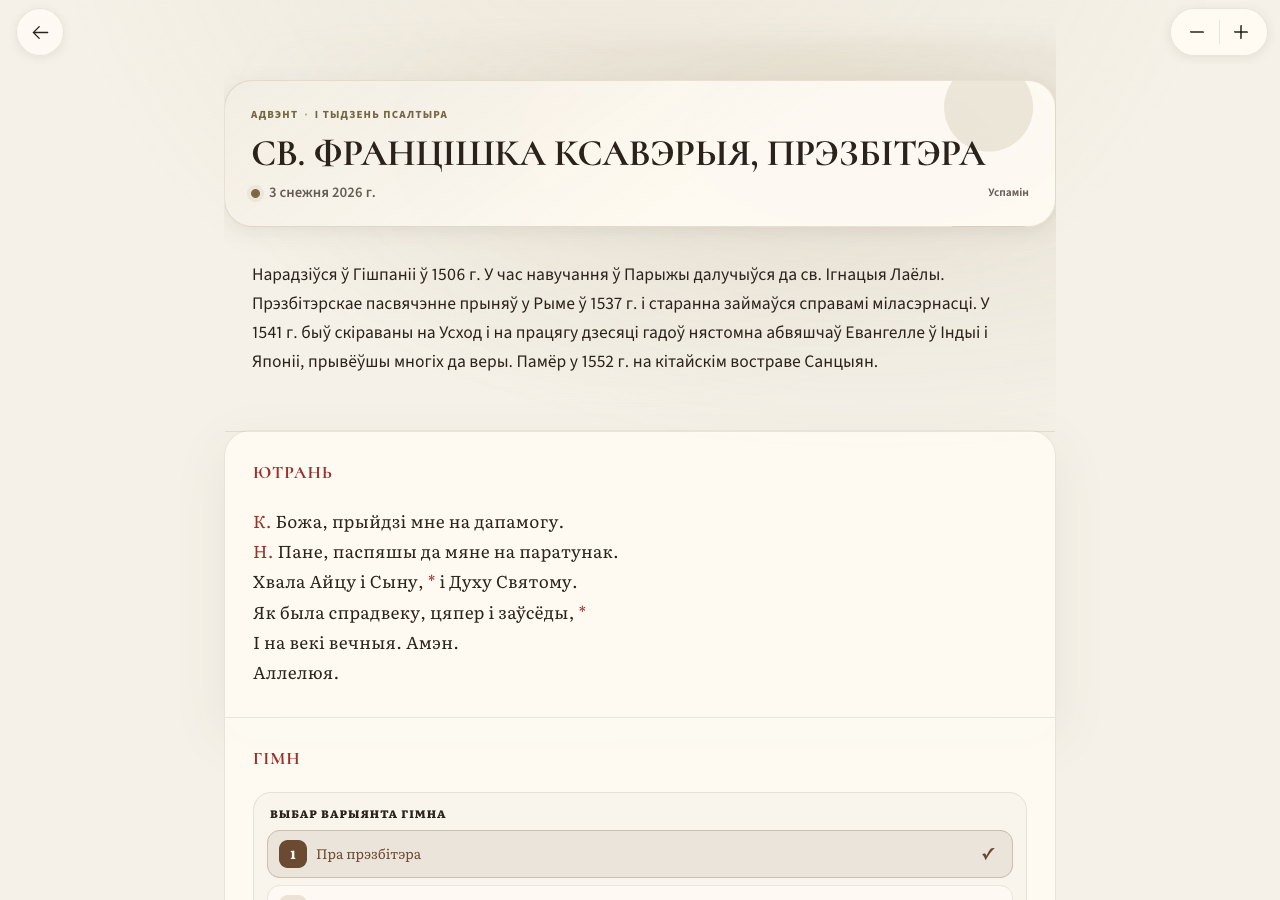 АДВЭНТ · I ТЫДЗЕНЬ ПСАЛТЫРА
СВ. ФРАНЦІШКА КСАВЭРЫЯ, ПРЭЗБІТЭРА
3 снежня 2026 г.
Успамін
Нарадзіўся ў Гішпаніі ў 1506 г. У час навучання ў Парыжы далучыўся да св. Ігнацыя Лаёлы.
Прэзбітэрскае пасвячэнне прыняў у Рыме ў 1537 г. і старанна займаўся справамі міласэрнасці. У
1541 г. быў скіраваны на Усход і на працягу дзесяці гадоў нястомна абвяшчаў Евангелле ў Індыі і
Японіі, прывёўшы многіх да веры. Памёр у 1552 г. на кітайскім востраве Санцыян.
ЮТРАНЬ
К. Божа, прыйдзі мне на дапамогу.
Н. Пане, паспяшы да мяне на паратунак.
Хвала Айцу і Сыну, * і Духу Святому.
Як была спрадвеку, цяпер і заўсёды, *
І на векі вечныя. Амэн.
Аллелюя.
ГІМН
ВЫБАР ВАРЫЯНТА ГІМНА
1 Пра прэзбітэра ✓